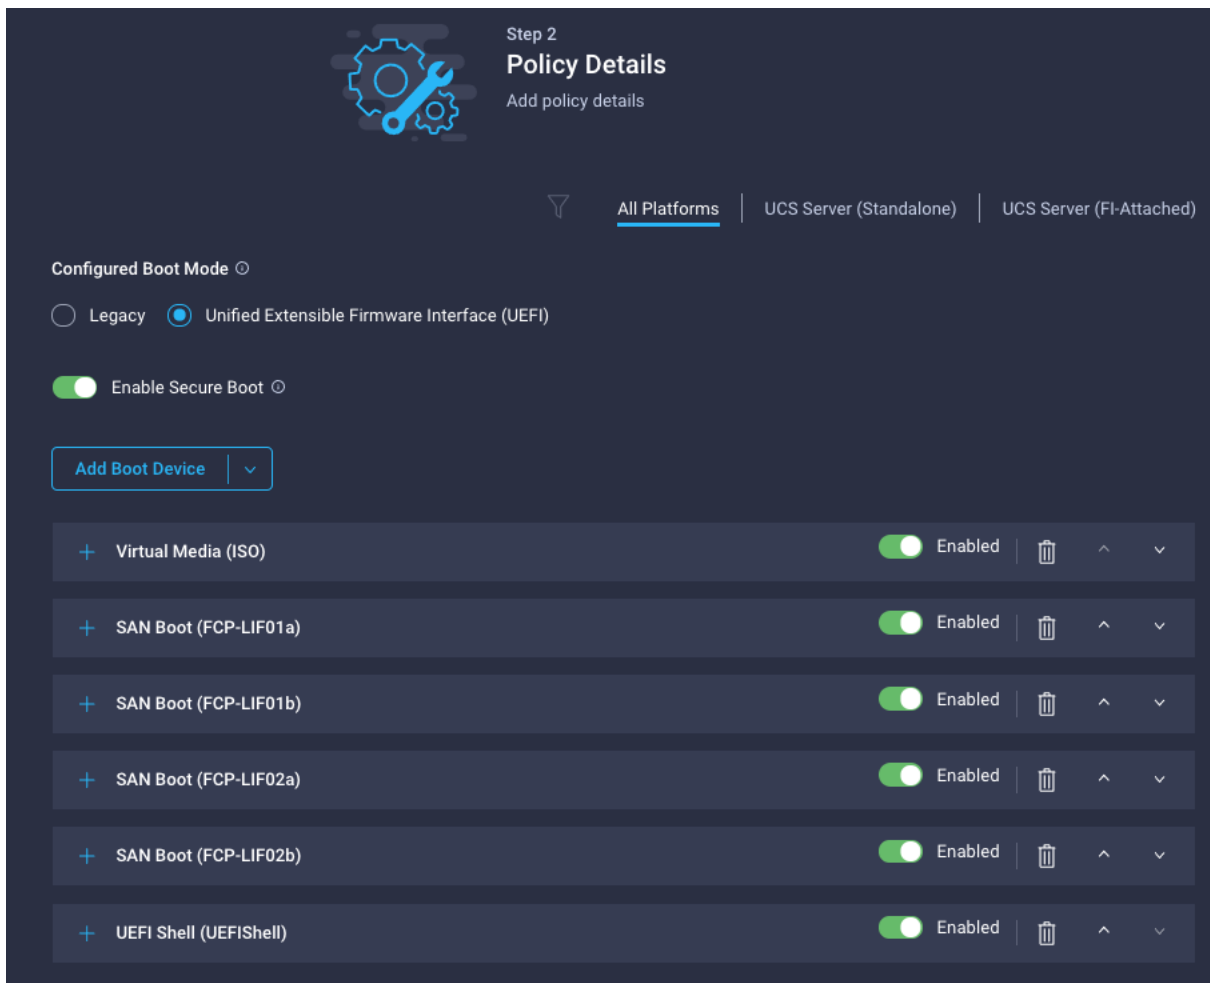 Step 2
Policy Details
Add policy details
All Platforms UCS Server (Standalone) UCS Server (FI-Attached)
Configured Boot Mode
Legacy Unified Extensible Firmware Interface (UEFI)
Enable Secure Boot
Add Boot Device
Virtual Media (ISO) Enabled
SAN Boot (FCP-LIF01a) Enabled
SAN Boot (FCP-LIF01b) Enabled
SAN Boot (FCP-LIF02a) Enabled
SAN Boot (FCP-LIF02b) Enabled
UEFI Shell (UEFIShell) Enabled